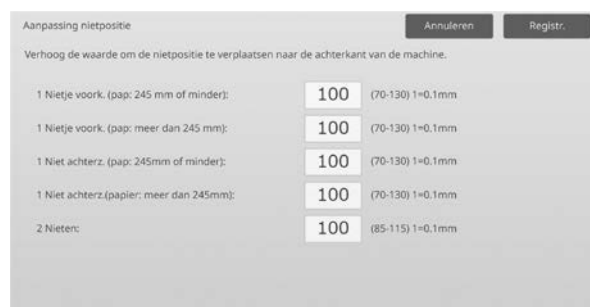 Aanpassing nietpositie Annuleren Registr.
Verhoog de waarde om de nietpositie te verplaatsen naar de achterkant van de machine.
1 Nietje voork. (pap: 245 mm of minder): 100 (70-130) 1=0.1mm
1 Nietje voork. (pap: meer dan 245 mm): 100 (70-130) 1=0.1mm
1 Niet achterz. (pap: 245mm of minder): 100 (70-130) 1=0.1mm
1 Niet achterz.(papier: meer dan 245mm): 100 (70-130) 1=0.1mm
2 Nieten: 100 (85-115) 1=0.1mm